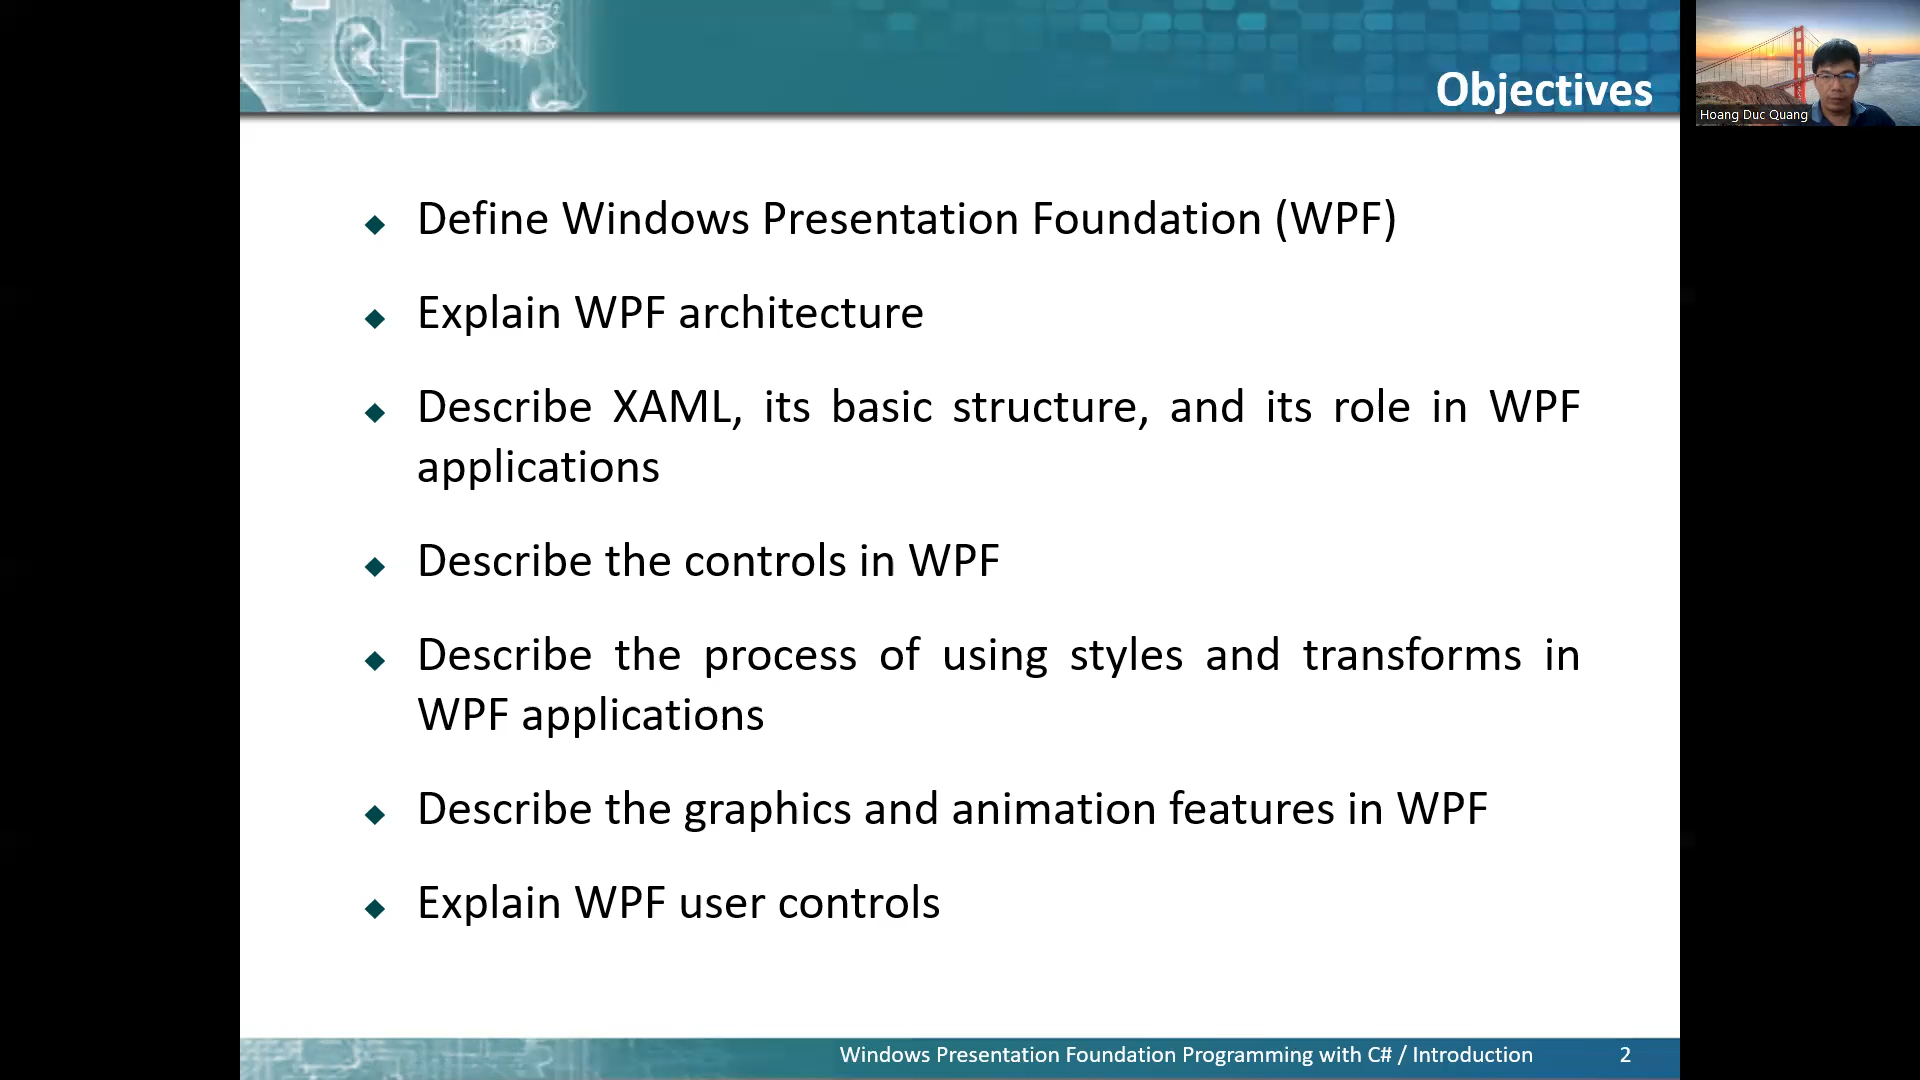 Objectives
Hoang Duc Quang
◆ Define Windows Presentation Foundation (WPF)
◆ Explain WPF architecture
◆ Describe XAML, its basic structure, and its role in WPF
applications
◆ Describe the controls in WPF
◆ Describe the process of using styles and transforms in
WPF applications
◆ Describe the graphics and animation features in WPF
◆ Explain WPF user controls
Windows Presentation Foundation Programming with C# / Introduction 2